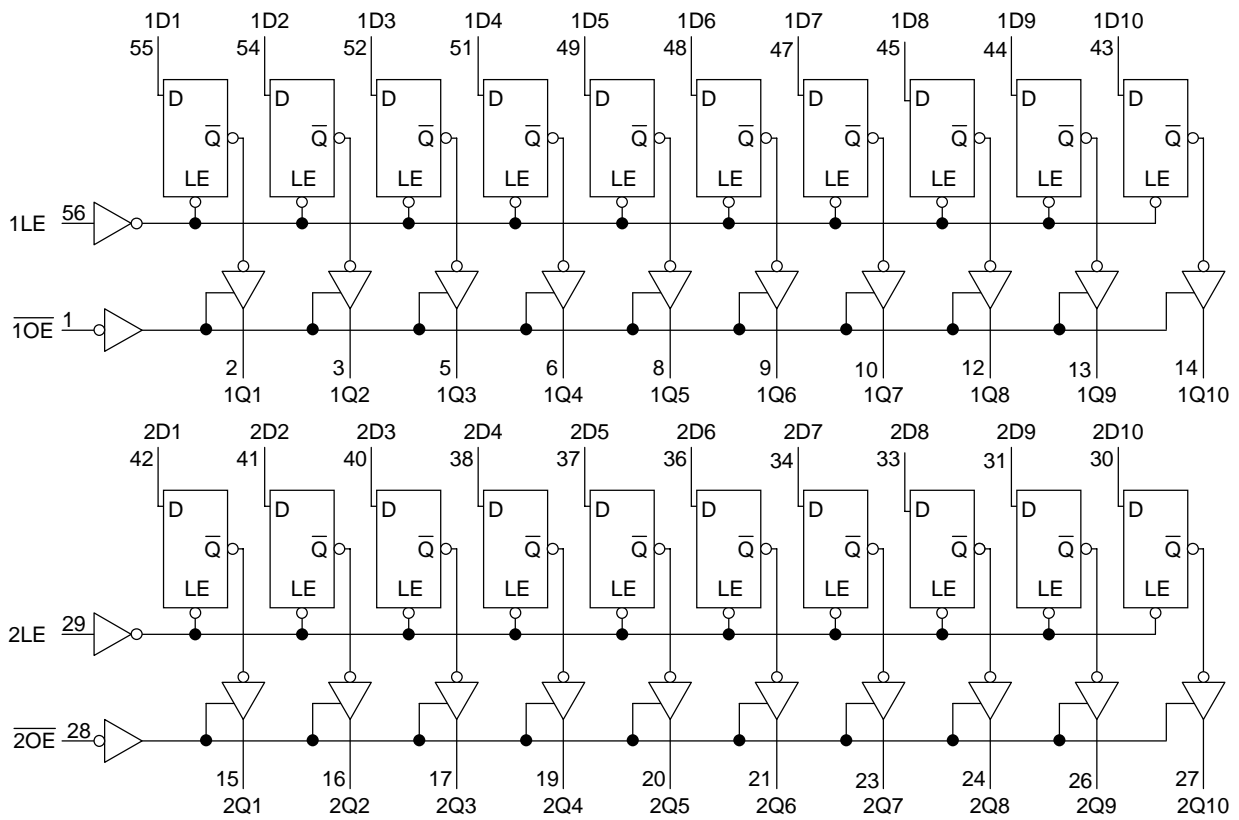 1D1 1D2 1D3 1D4 1D5 1D6 1D7 1D8 1D9 1D10
55 54 52 51 49 48 47 45 44 43
D D D D D D D D D D
Q̅ Q̅ Q̅ Q̅ Q̅ Q̅ Q̅ Q̅ Q̅ Q̅
LE LE LE LE LE LE LE LE LE LE
1LE 56
1̅O̅E̅ 1
2 3 5 6 8 9 10 12 13 14
1Q1 1Q2 1Q3 1Q4 1Q5 1Q6 1Q7 1Q8 1Q9 1Q10
2D1 2D2 2D3 2D4 2D5 2D6 2D7 2D8 2D9 2D10
42 41 40 38 37 36 34 33 31 30
D D D D D D D D D D
Q̅ Q̅ Q̅ Q̅ Q̅ Q̅ Q̅ Q̅ Q̅ Q̅
LE LE LE LE LE LE LE LE LE LE
2LE 29
2̅O̅E̅ 28
15 16 17 19 20 21 23 24 26 27
2Q1 2Q2 2Q3 2Q4 2Q5 2Q6 2Q7 2Q8 2Q9 2Q10